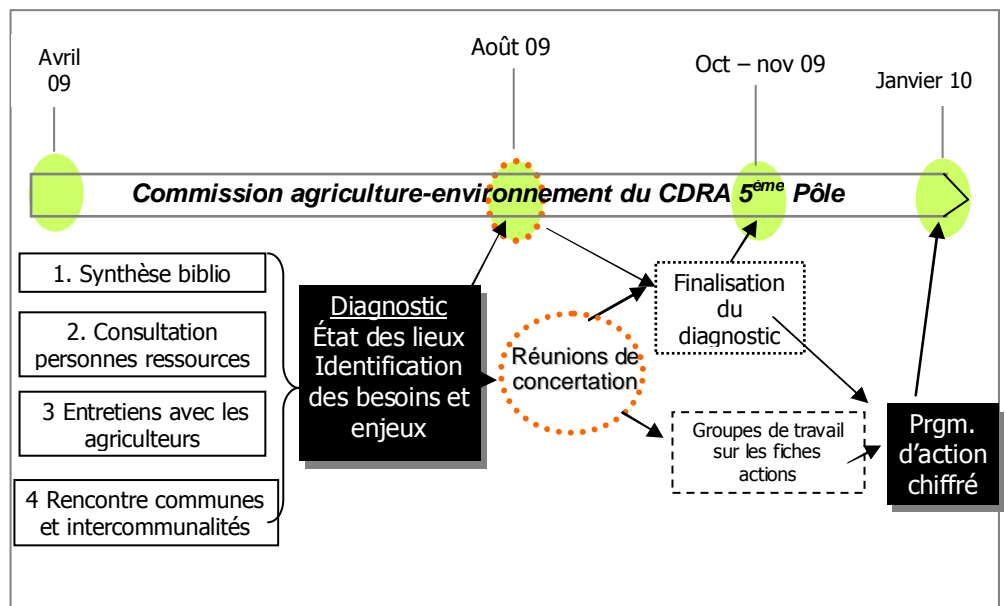 Avril
09
Août 09
Oct – nov 09
Janvier 10
Commission agriculture-environnement du CDRA 5ème Pôle
1. Synthèse biblio
2. Consultation
personnes ressources
3 Entretiens avec les
agriculteurs
4 Rencontre communes
et intercommunalités
Diagnostic
État des lieux
Identification
des besoins et
enjeux
Réunions de
concertation
Finalisation
du
diagnostic
Groupes de travail
sur les fiches
actions
Prgm.
d'action
chiffré